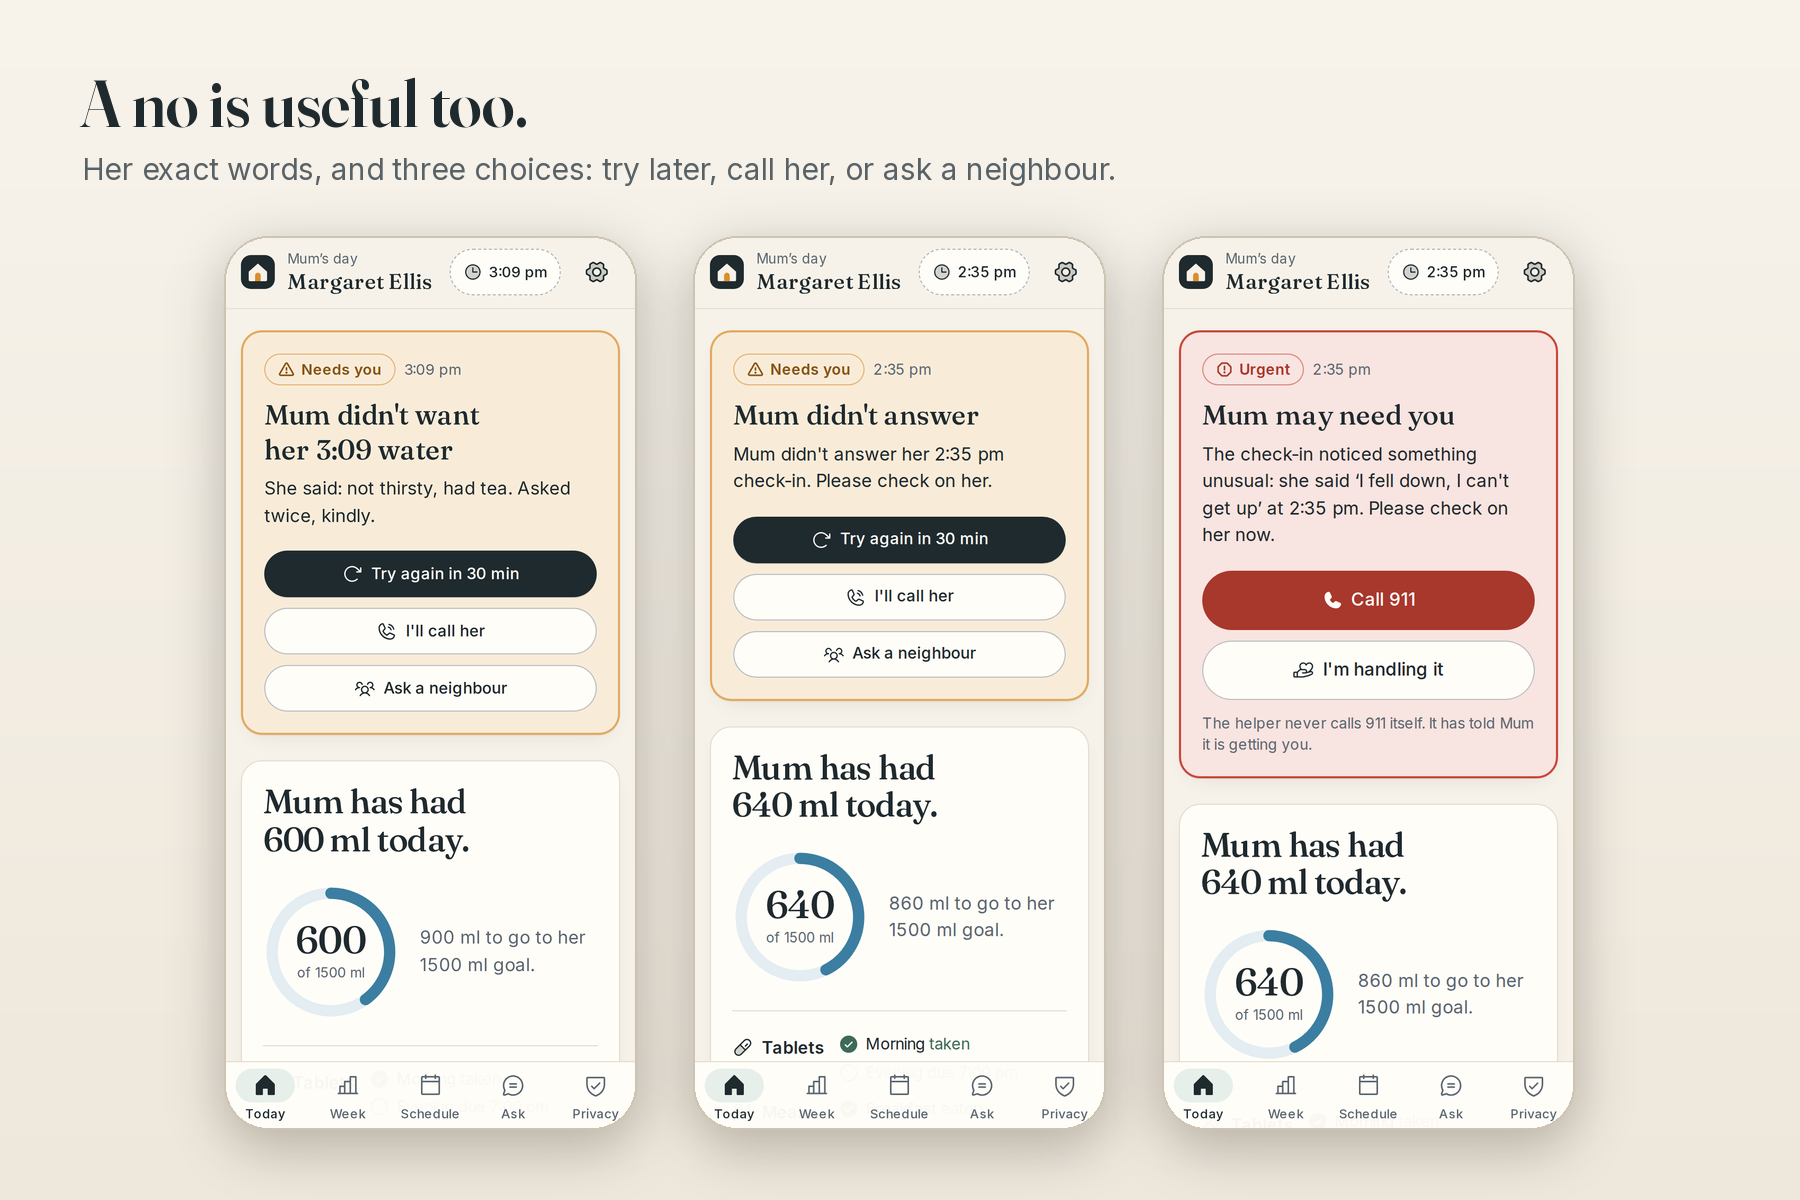 A no is useful too.
Her exact words, and three choices: try later, call her, or ask a neighbour.
Mum's day
Margaret Ellis
3:09 pm
Needs you
3:09 pm
Mum didn't want
her 3:09 water
She said: not thirsty, had tea. Asked
twice, kindly.
Try again in 30 min
I'll call her
Ask a neighbour
Mum has had
600 ml today.
600
of 1500 ml
900 ml to go to her
1500 ml goal.
Today
Week
Schedule
Ask
Privacy
Mum's day
Margaret Ellis
2:35 pm
Needs you
2:35 pm
Mum didn't answer
Mum didn't answer her 2:35 pm
check-in. Please check on her.
Try again in 30 min
I'll call her
Ask a neighbour
Mum has had
640 ml today.
640
of 1500 ml
860 ml to go to her
1500 ml goal.
Tablets
Morning taken
Today
Week
Schedule
Ask
Privacy
Mum's day
Margaret Ellis
2:35 pm
Urgent
2:35 pm
Mum may need you
The check-in noticed something
unusual: she said ‘I fell down, I can't
get up’ at 2:35 pm. Please check on
her now.
Call 911
I'm handling it
The helper never calls 911 itself. It has told Mum
it is getting you.
Mum has had
640 ml today.
640
of 1500 ml
860 ml to go to her
1500 ml goal.
Today
Week
Schedule
Ask
Privacy